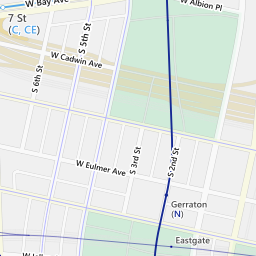 W Bay Ave
W Albion Pl
7 St
(C, CE)
S 5th St
W Cadwin Ave
S 6th St
S 3rd St
S 2nd St
W Eulmer Ave
Gerraton
(N)
Eastgate